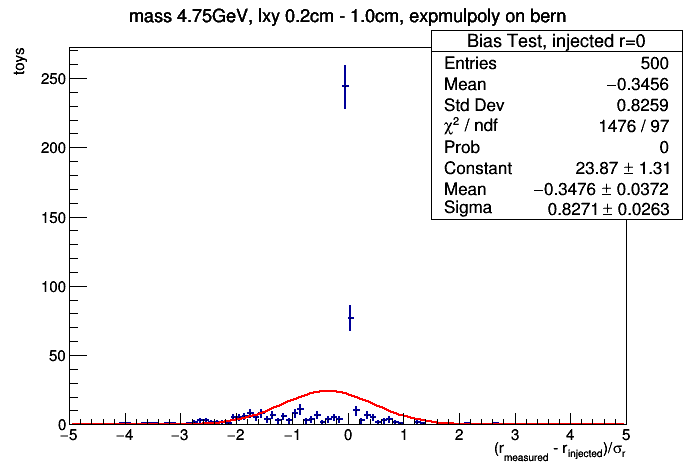 mass 4.75GeV, lxy 0.2cm - 1.0cm, expmulpoly on bern
Bias Test, injected r=0
Entries 500
Mean −0.3456
Std Dev 0.8259
χ² / ndf 1476 / 97
Prob 0
Constant 23.87 ± 1.31
Mean −0.3476 ± 0.0372
Sigma 0.8271 ± 0.0263
toys
250
200
150
100
50
0
−5 −4 −3 −2 −1 0 1 2 3 4 5
(r_measured - r_injected)/σ_r